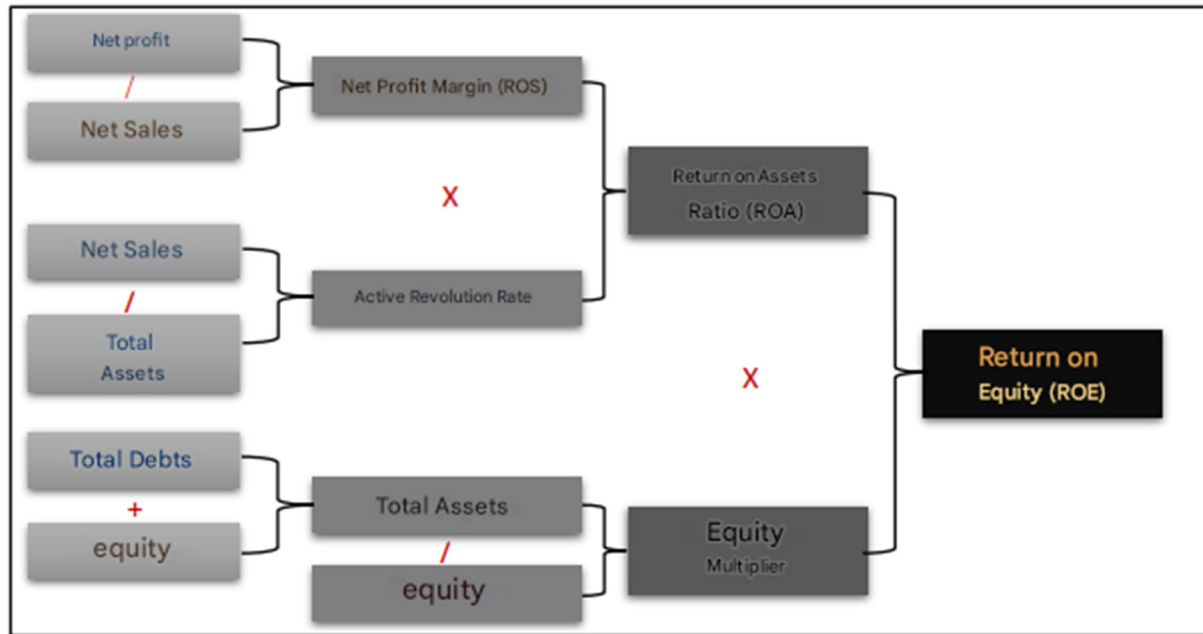 Net profit
/
Net Sales
Net Profit Margin (ROS)
X
Return on Assets
Ratio (ROA)
Net Sales
/
Total
Assets
Active Revolution Rate
X
Return on
Equity (ROE)
Total Debts
+
equity
Total Assets
/
equity
Equity
Multiplier